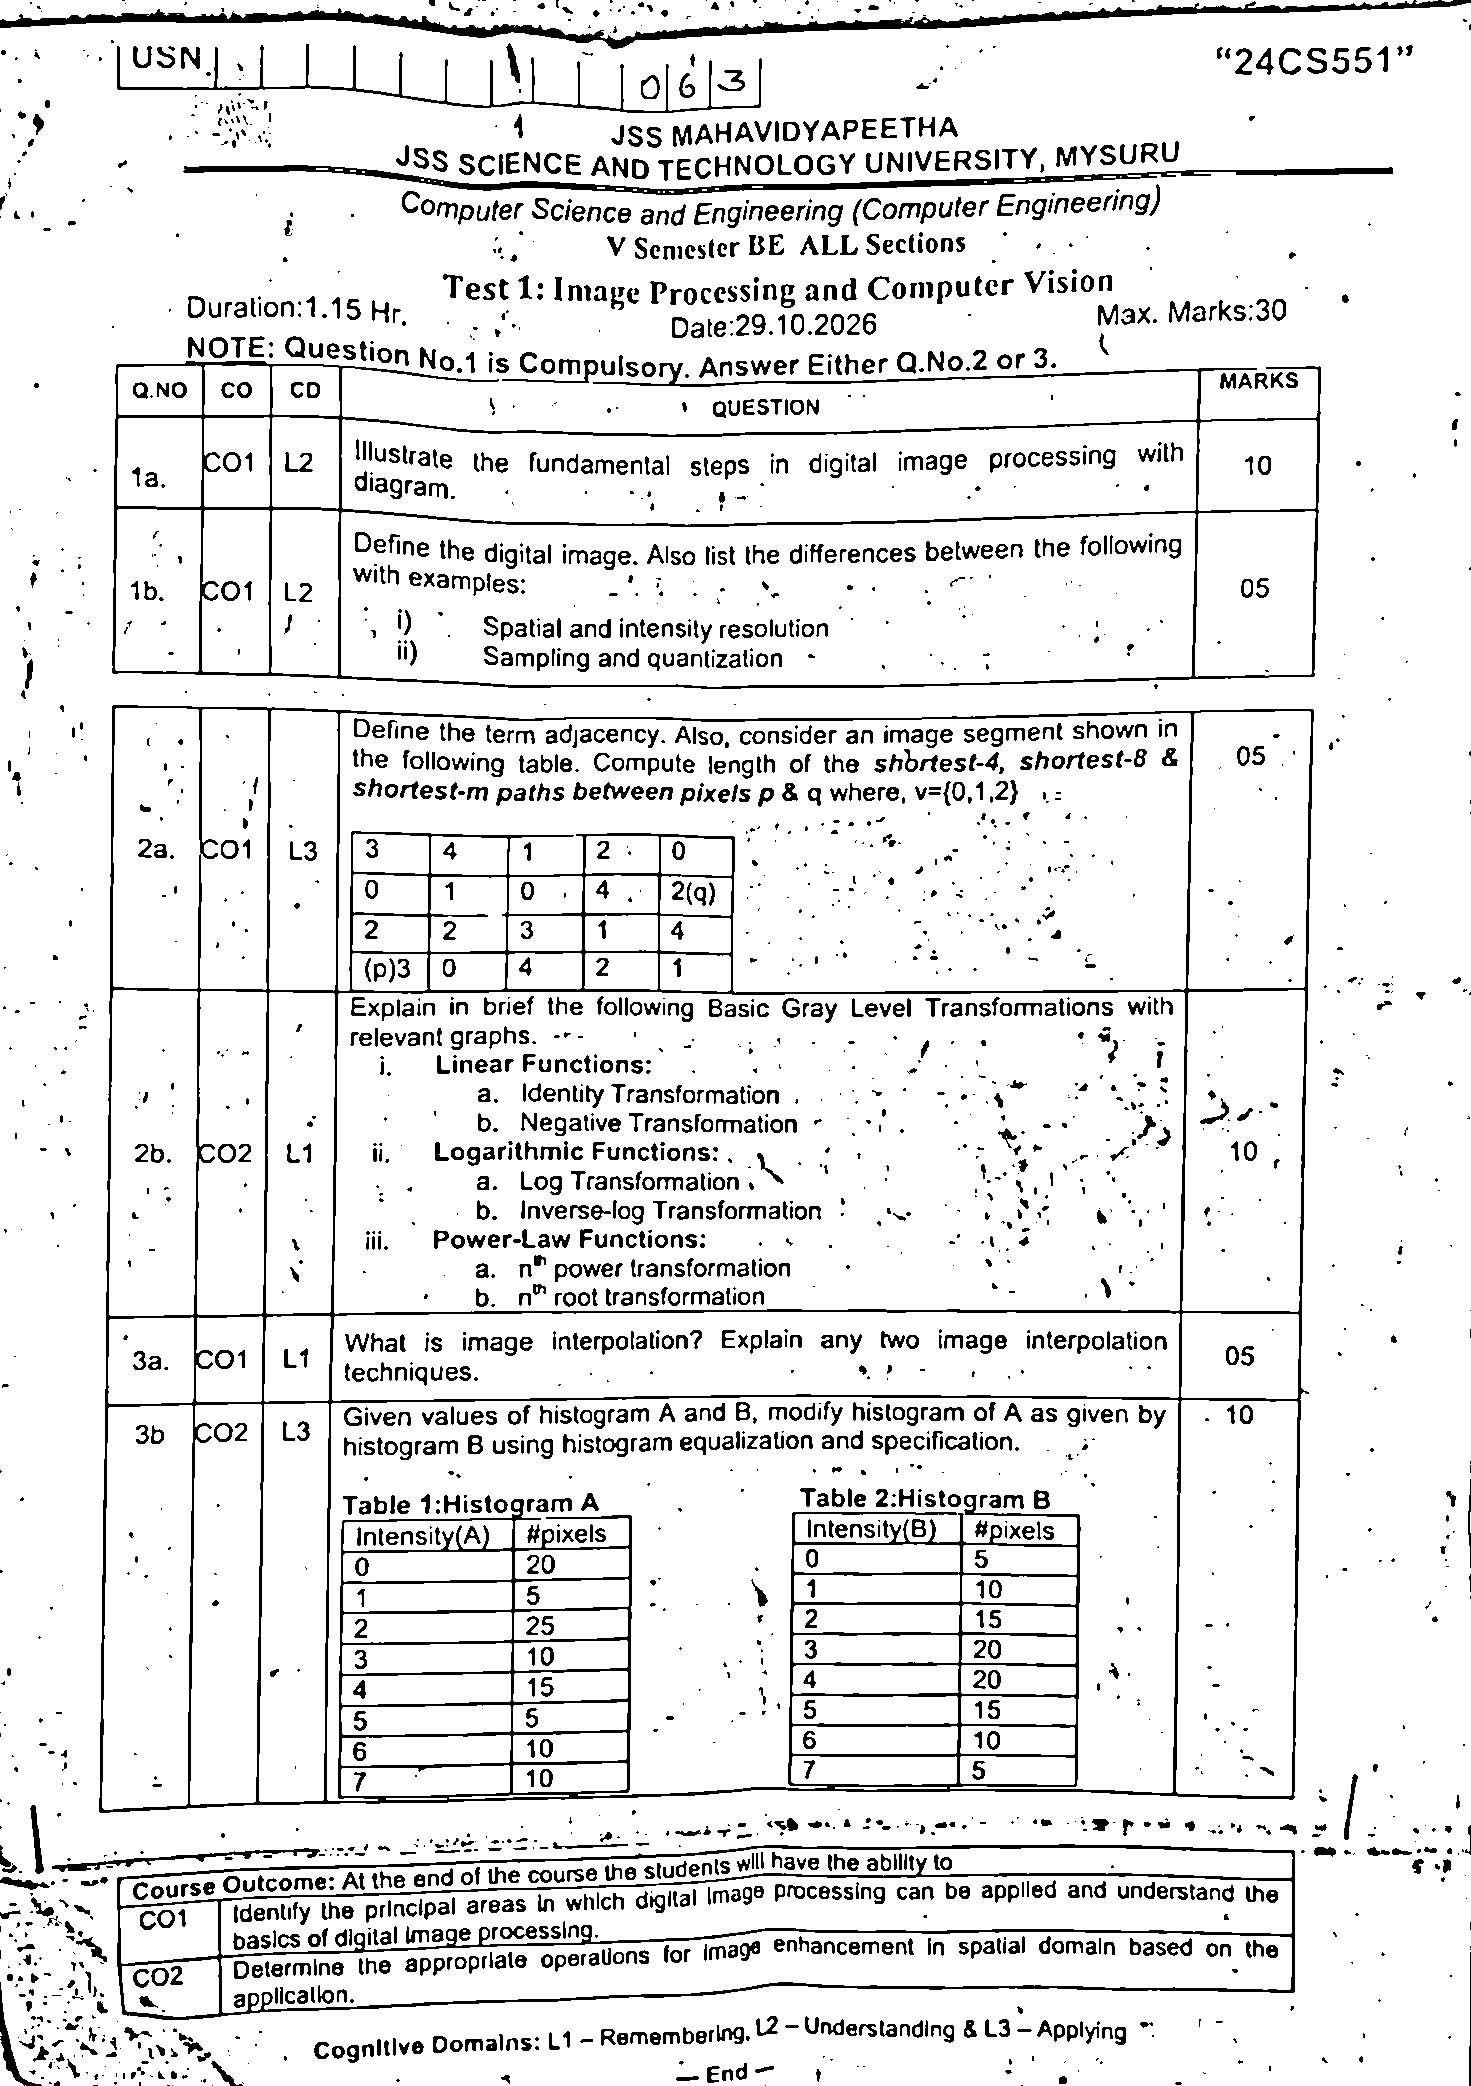 USN 063
"24CS551"
1
JSS MAHAVIDYAPEETHA
JSS SCIENCE AND TECHNOLOGY UNIVERSITY, MYSURU
Computer Science and Engineering (Computer Engineering)
V Semester BE ALL Sections
Test 1: Image Processing and Computer Vision
Duration:1.15 Hr.
Date:29.10.2026
Max. Marks:30
NOTE: Question No.1 is Compulsory. Answer Either Q.No.2 or 3.
Q.NO CO CD QUESTION MARKS
1a. CO1 L2 Illustrate the fundamental steps in digital image processing with 10
diagram.
1b. CO1 L2 Define the digital image. Also list the differences between the following 05
with examples:
i) Spatial and intensity resolution
ii) Sampling and quantization
2a. CO1 L3 Define the term adjacency. Also, consider an image segment shown in 05
the following table. Compute length of the shortest-4, shortest-8 &
shortest-m paths between pixels p & q where, v={0,1,2}
3 4 1 2 0
0 1 0 4 2(q)
2 2 3 1 4
(p)3 0 4 2 1
2b. CO2 L1 Explain in brief the following Basic Gray Level Transformations with 10
relevant graphs.
i. Linear Functions:
a. Identity Transformation
b. Negative Transformation
ii. Logarithmic Functions:
a. Log Transformation
b. Inverse-log Transformation
iii. Power-Law Functions:
a. nth power transformation
b. nth root transformation
3a. CO1 L1 What is image interpolation? Explain any two image interpolation 05
techniques.
3b CO2 L3 Given values of histogram A and B, modify histogram of A as given by 10
histogram B using histogram equalization and specification.
Table 1:Histogram A
Intensity(A) #pixels
0 20
1 5
2 25
3 10
4 15
5 5
6 10
7 10
Table 2:Histogram B
Intensity(B) #pixels
0 5
1 10
2 15
3 20
4 20
5 15
6 10
7 5
Course Outcome: At the end of the course the students will have the ability to
CO1 Identify the principal areas in which digital image processing can be applied and understand the
basics of digital image processing.
CO2 Determine the appropriate operations for image enhancement in spatial domain based on the
application.
Cognitive Domains: L1 – Remembering, L2 – Understanding & L3 – Applying
— End —